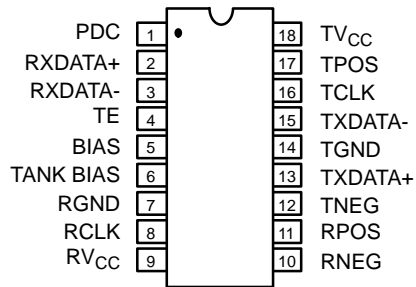 PDC 1 18 TVCC
RXDATA+ 2 17 TPOS
RXDATA- 3 16 TCLK
TE 4 15 TXDATA-
BIAS 5 14 TGND
TANK BIAS 6 13 TXDATA+
RGND 7 12 TNEG
RCLK 8 11 RPOS
RVCC 9 10 RNEG